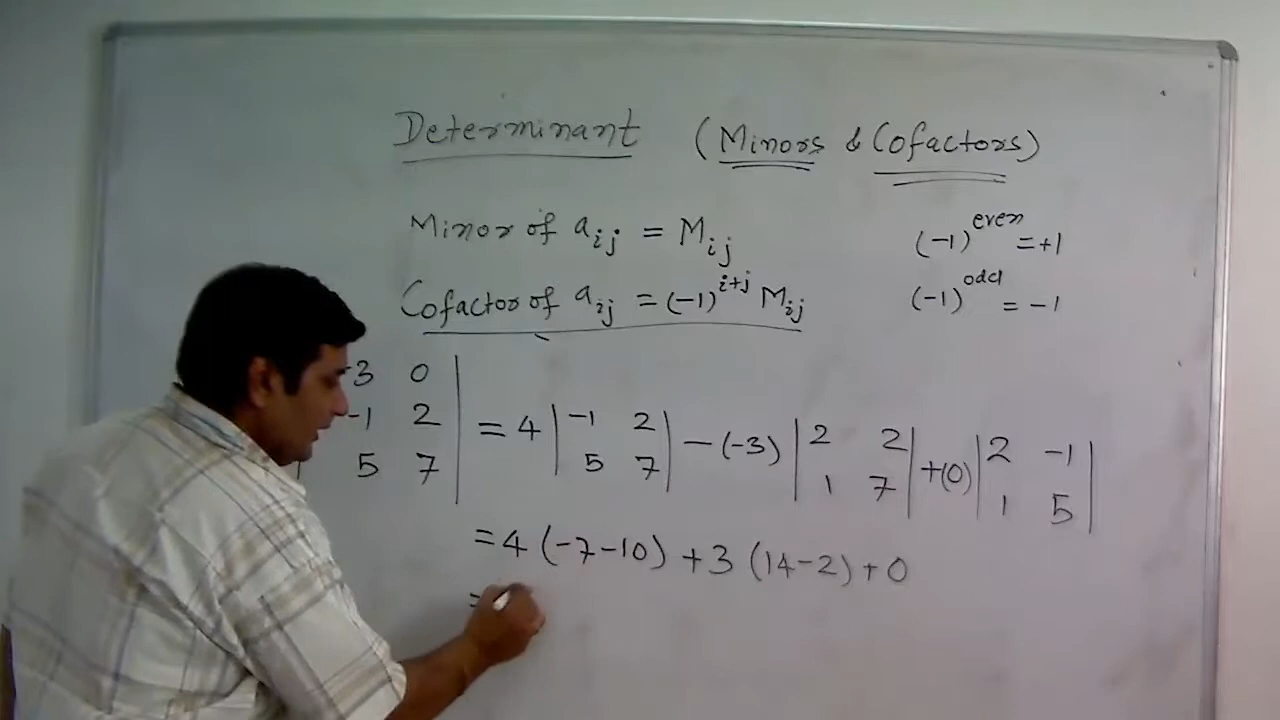 Determinant (Minors & Cofactors)
Minor of aij = Mij
(-1)^even = +1
Cofactor of aij = (-1)^i+j Mij
(-1)^odd = -1
-3 0
-1 2
5 7
= 4 | -1 2 | - (-3) | 2 2 | + (0) | 2 -1 |
| 5 7 | | 1 7 | | 1 5 |
= 4 (-7-10) + 3 (14-2) + 0
=